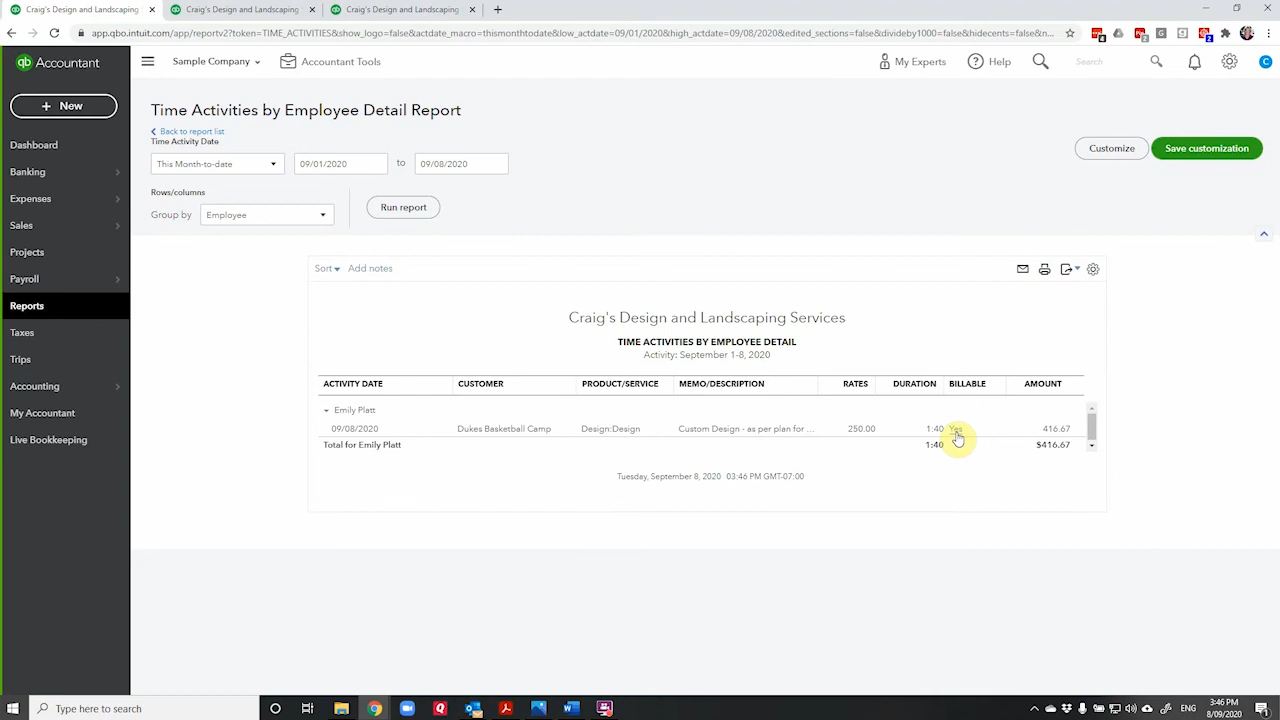 Craig's Design and Landscaping
Craig's Design and Landscaping
Craig's Design and Landscaping
app.qbo.intuit.com/app/reportv2?token=TIME_ACTIVITIES&show_logo=false&actdate_macro=thismonthtodate&low_actdate=09/01/2020&high_actdate=09/08/2020&edited_sections=false&divideby1000=false&hidecents=false&n...
qb Accountant
Sample Company
Accountant Tools
My Experts
Help
Search
C
+ New
Dashboard
Banking
Expenses
Sales
Projects
Payroll
Reports
Taxes
Trips
Accounting
My Accountant
Live Bookkeeping
Time Activities by Employee Detail Report
Back to report list
Time Activity Date
This Month-to-date 09/01/2020 to 09/08/2020
Customize Save customization
Rows/columns
Group by Employee Run report
Sort Add notes
Craig's Design and Landscaping Services
TIME ACTIVITIES BY EMPLOYEE DETAIL
Activity: September 1-8, 2020
ACTIVITY DATE CUSTOMER PRODUCT/SERVICE MEMO/DESCRIPTION RATES DURATION BILLABLE AMOUNT
Emily Platt
09/08/2020 Dukes Basketball Camp Design:Design Custom Design - as per plan for ... 250.00 1:40 Yes 416.67
Total for Emily Platt 1:40 $416.67
Tuesday, September 8, 2020 03:46 PM GMT-07:00
Type here to search
ENG
3:46 PM
8/09/2020